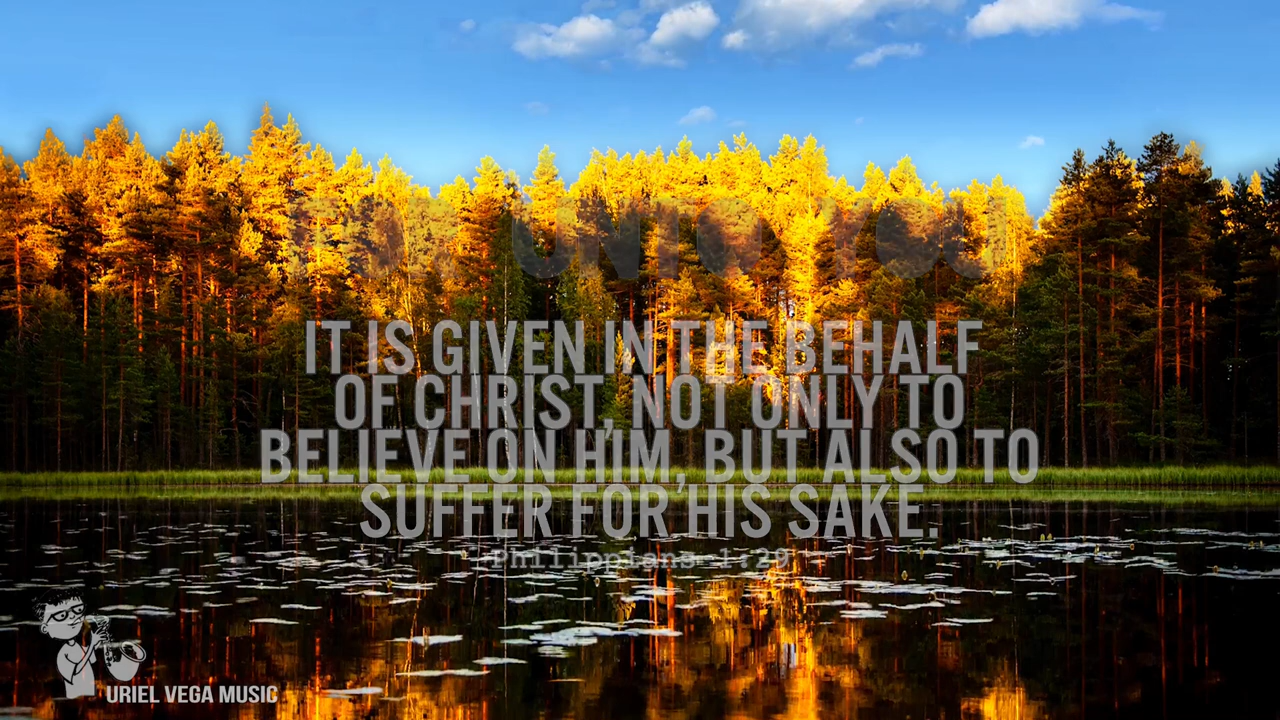 IT IS GIVEN IN THE BEHALF
OF CHRIST, NOT ONLY TO
BELIEVE ON HIM, BUT ALSO TO
SUFFER FOR HIS SAKE.
Philippians 1:29
URIEL VEGA MUSIC